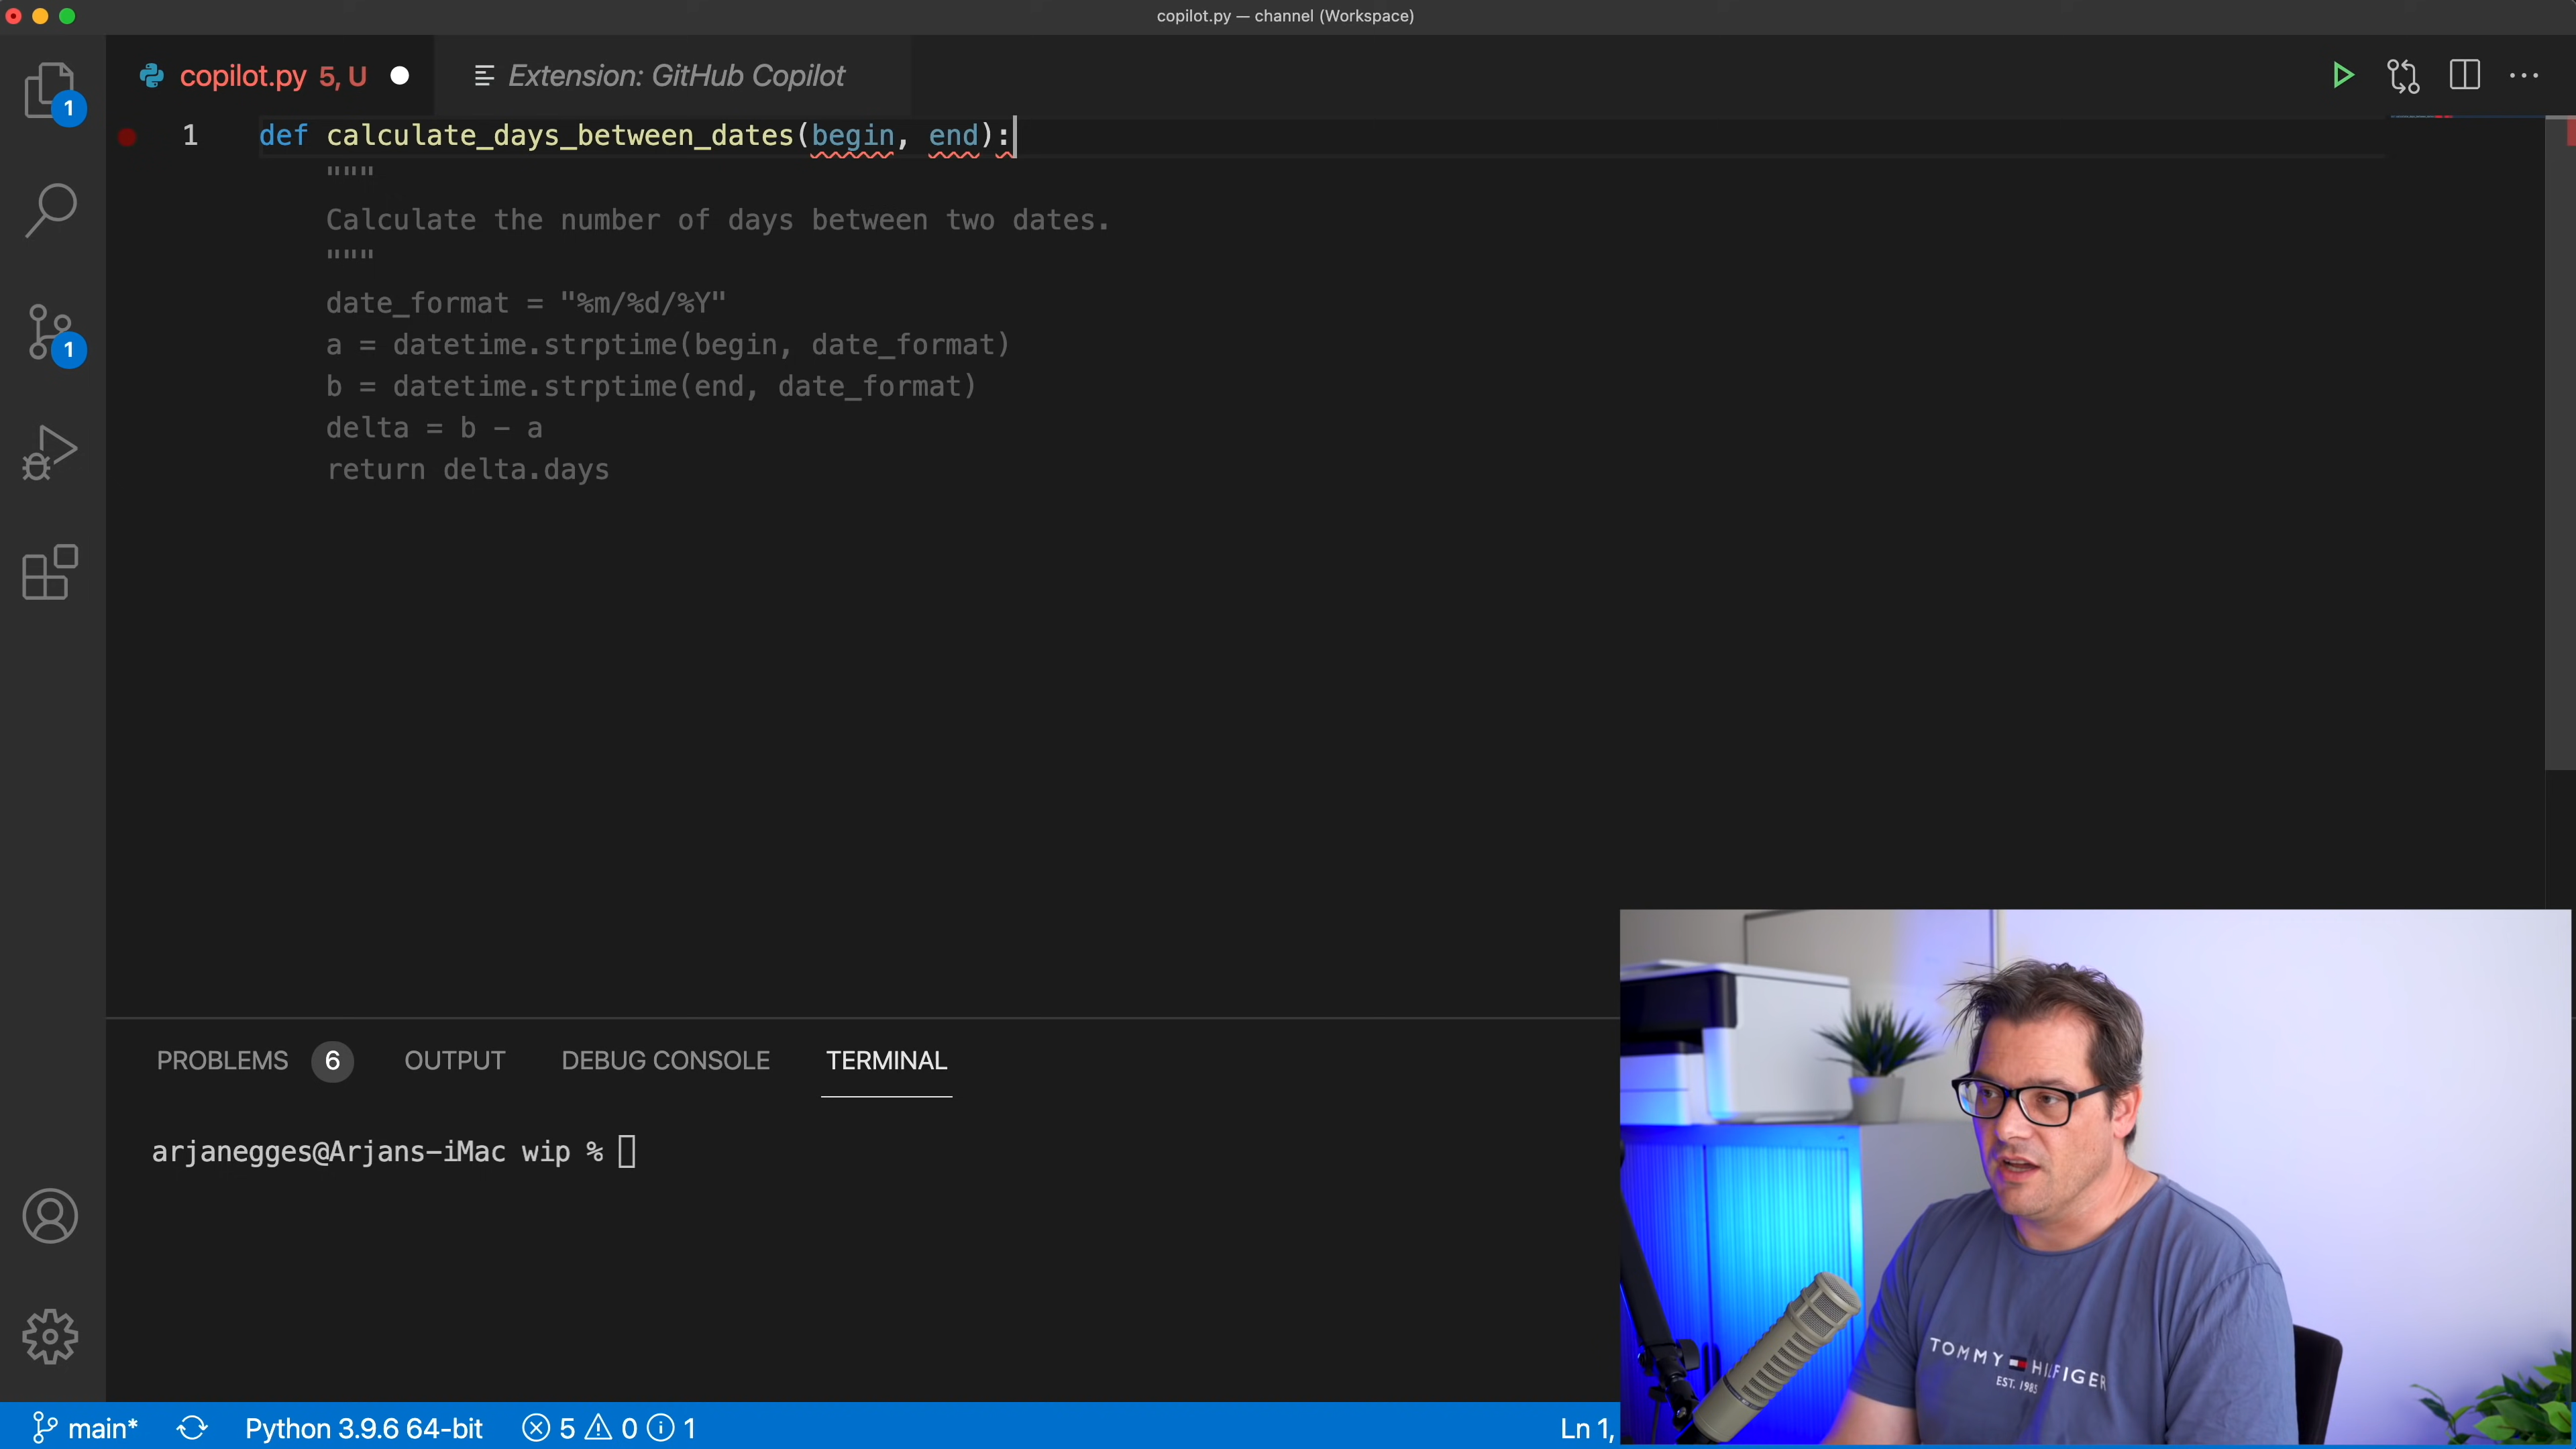 copilot.py — channel (Workspace)
copilot.py 5, U
Extension: GitHub Copilot
1
1 def calculate_days_between_dates(begin, end):
"""
Calculate the number of days between two dates.
"""
date_format = "%m/%d/%Y"
a = datetime.strptime(begin, date_format)
b = datetime.strptime(end, date_format)
delta = b - a
return delta.days
1
PROBLEMS 6 OUTPUT DEBUG CONSOLE TERMINAL
arjanegges@Arjans-iMac wip %
TOMMY HILFIGER
EST. 1985
main* Python 3.9.6 64-bit 5 0 1 Ln 1,